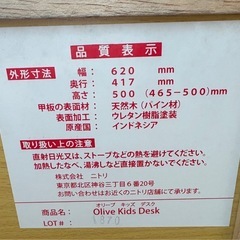 品質表示
外形寸法
幅：620 mm
奥行：417 mm
高さ：500（465−500)mm
甲板の表面材：天然木（パイン材）
表面加工：ウレタン樹脂塗装
原産国：インドネシア
取り扱い上の注意
直射日光又は、ストーブなどの熱を避けてください。
加熱したなべ、湯沸しなど置かないでください。
株式会社 ニトリ
東京都北区神谷三丁目6番20号
お問い合わせはお近くのニトリ店舗にて承ります。
商品名：
オリーブ キッズ デスク
Olive Kids Desk
LOT#：